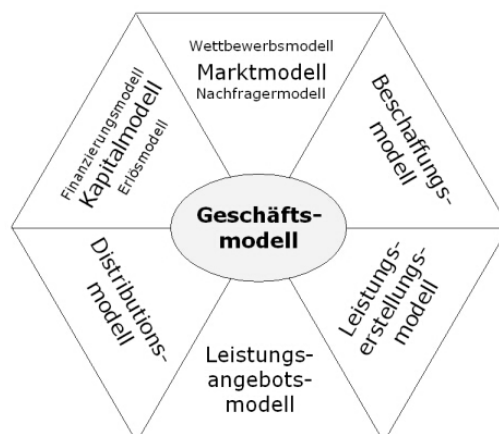 Wettbewerbsmodell
Marktmodell
Nachfragermodell
Beschaffungs-
modell
Leistungs-
erstellungs-
modell
Leistungs-
angebots-
modell
Distributions-
modell
Finanzierungsmodell
Kapitalmodell
Erlösmodell
Geschäfts-
modell